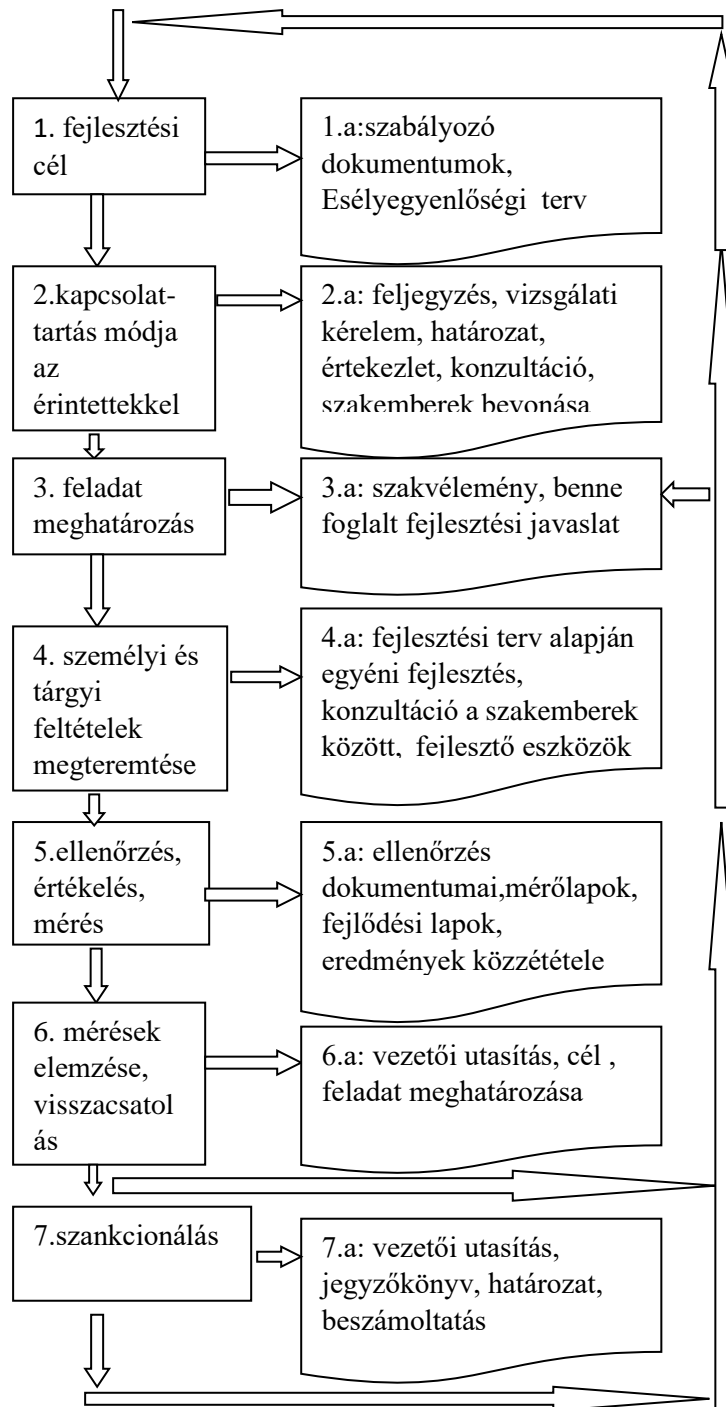 1. fejlesztési
cél
1.a:szabályozó
dokumentumok,
Esélyegyenlőségi terv
2.kapcsolat-
tartás módja
az
érintettekkel
2.a: feljegyzés, vizsgálati
kérelem, határozat,
értekezlet, konzultáció,
szakemberek bevonása
3. feladat
meghatározás
3.a: szakvélemény, benne
foglalt fejlesztési javaslat
4. személyi és
tárgyi
feltételek
megteremtése
4.a: fejlesztési terv alapján
egyéni fejlesztés,
konzultáció a szakemberek
között, fejlesztő eszközök
5.ellenőrzés,
értékelés,
mérés
5.a: ellenőrzés
dokumentumai,mérőlapok,
fejlődési lapok,
eredmények közzététele
6. mérések
elemzése,
visszacsatol
ás
6.a: vezetői utasítás, cél ,
feladat meghatározása
7.szankcionálás
7.a: vezetői utasítás,
jegyzőkönyv, határozat,
beszámoltatás